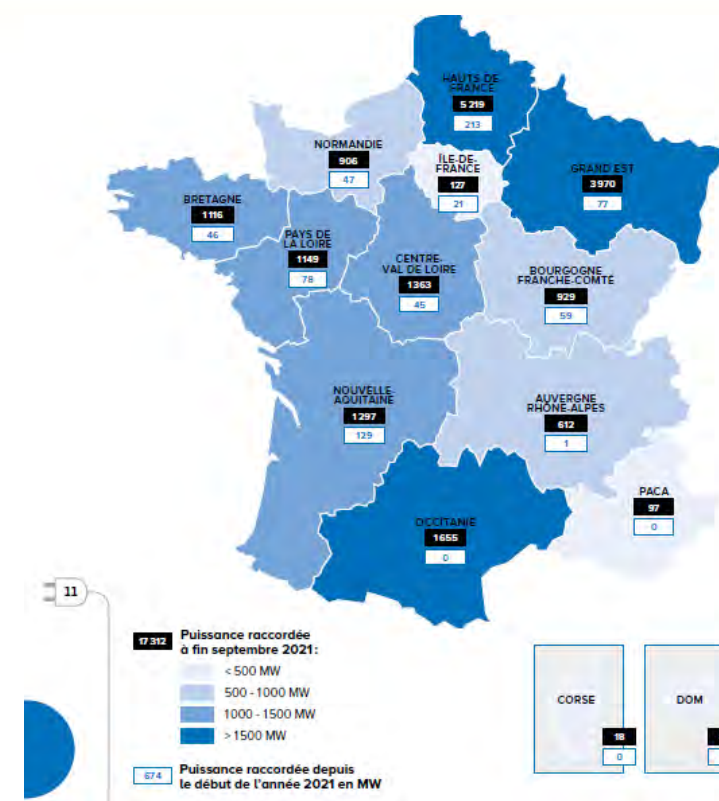 HAUTS-DE-
FRANCE
5 219
213
NORMANDIE
906
47
ÎLE-DE-
FRANCE
127
21
GRAND EST
3 970
77
BRETAGNE
1 116
46
PAYS DE
LA LOIRE
1149
78
CENTRE-
VAL DE LOIRE
1363
45
BOURGOGNE
FRANCHE-COMTÉ
929
59
NOUVELLE-
AQUITAINE
1 297
129
AUVERGNE
RHÔNE-ALPES
612
1
PACA
97
0
OCCITANIE
1655
0
11
17 312 Puissance raccordée
à fin septembre 2021 :
< 500 MW
500 - 1000 MW
1000 - 1500 MW
> 1500 MW
674 Puissance raccordée depuis
le début de l'année 2021 en MW
CORSE
18
0
DOM